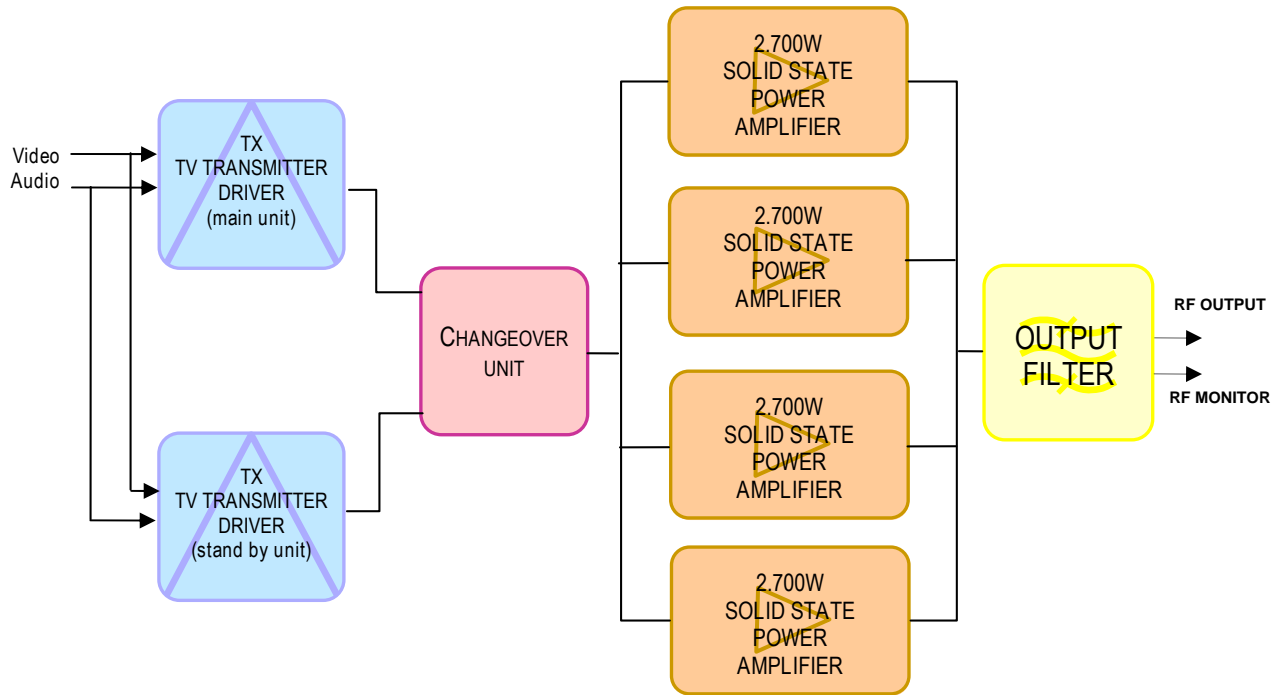 Video
Audio
TX
TV TRANSMITTER
DRIVER
(main unit)
TX
TV TRANSMITTER
DRIVER
(stand by unit)
CHANGEOVER
UNIT
2.700W
SOLID STATE
POWER
AMPLIFIER
2.700W
SOLID STATE
POWER
AMPLIFIER
2.700W
SOLID STATE
POWER
AMPLIFIER
2.700W
SOLID STATE
POWER
AMPLIFIER
OUTPUT
FILTER
RF OUTPUT
RF MONITOR